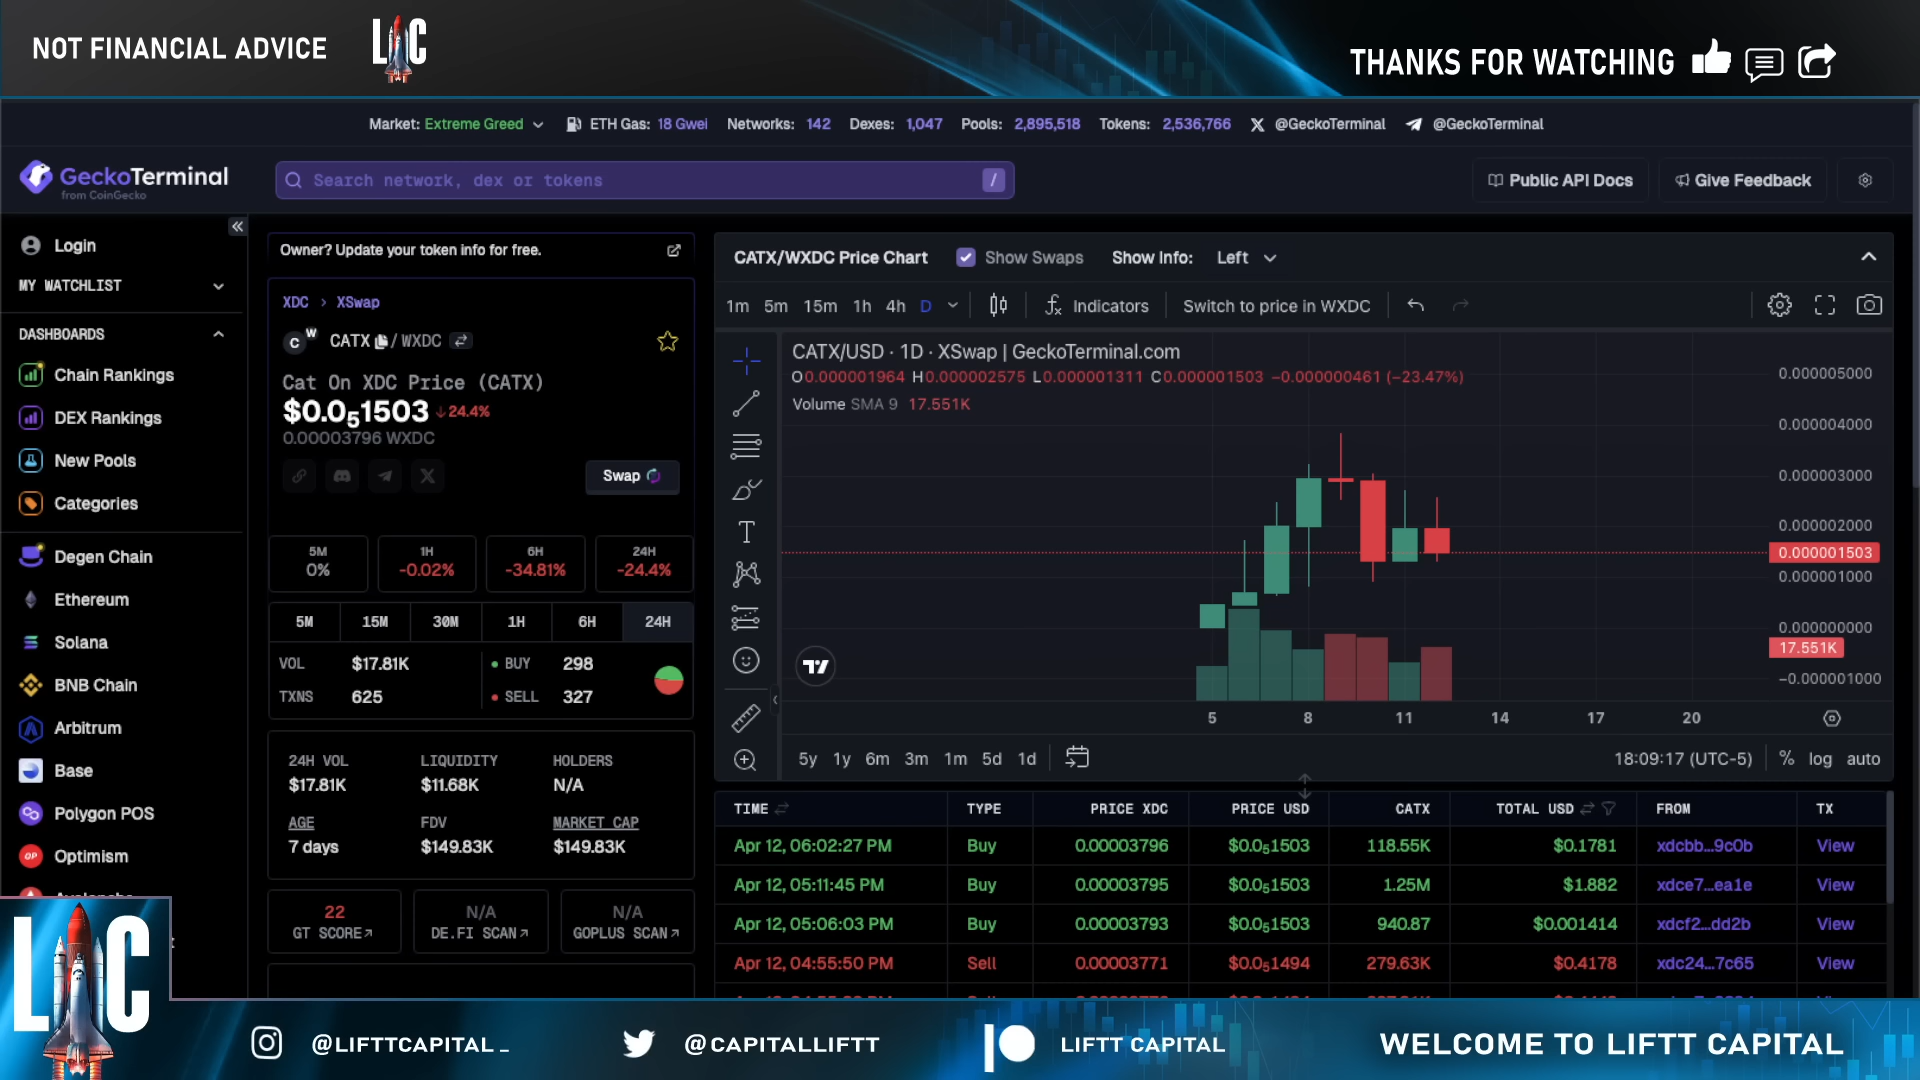 NOT FINANCIAL ADVICE
LC
THANKS FOR WATCHING
Market: Extreme Greed
ETH Gas: 18 Gwei
Networks: 142
Dexes: 1,047
Pools: 2,895,518
Tokens: 2,536,766
@GeckoTerminal
@GeckoTerminal
GeckoTerminal
from CoinGecko
Search network, dex or tokens
/
Public API Docs
Give Feedback
Login
MY WATCHLIST
DASHBOARDS
Chain Rankings
DEX Rankings
New Pools
Categories
Degen Chain
Ethereum
Solana
BNB Chain
Arbitrum
Base
Polygon POS
OP
Optimism
Owner? Update your token info for free.
XDC > XSwap
C W CATX / WXDC
Cat On XDC Price (CATX)
$0.0₅1503 ↓24.4%
0.00003796 WXDC
Swap
5M 1H 6H 24H
0% -0.02% -34.81% -24.4%
5M 15M 30M 1H 6H 24H
VOL $17.81K BUY 298
TXNS 625 SELL 327
24H VOL LIQUIDITY HOLDERS
$17.81K $11.68K N/A
AGE FDV MARKET CAP
7 days $149.83K $149.83K
22 N/A N/A
GT SCORE↗ DE.FI SCAN↗ GOPLUS SCAN↗
CATX/WXDC Price Chart
Show Swaps
Show Info: Left
1m 5m 15m 1h 4h D
Indicators
Switch to price in WXDC
CATX/USD · 1D · XSwap | GeckoTerminal.com
O0.000001964 H0.000002575 L0.000001311 C0.000001503 −0.000000461 (−23.47%)
Volume SMA 9 17.551K
0.000005000
0.000004000
0.000003000
0.000002000
0.000001503
0.000001000
0.000000000
17.551K
−0.000001000
5 8 11 14 17 20
5y 1y 6m 3m 1m 5d 1d
18:09:17 (UTC-5) % log auto
TIME TYPE PRICE XDC PRICE USD CATX TOTAL USD FROM TX
Apr 12, 06:02:27 PM Buy 0.00003796 $0.0₅1503 118.55K $0.1781 xdcbb...9c0b View
Apr 12, 05:11:45 PM Buy 0.00003795 $0.0₅1503 1.25M $1.882 xdce7...ea1e View
Apr 12, 05:06:03 PM Buy 0.00003793 $0.0₅1503 940.87 $0.001414 xdcf2...dd2b View
Apr 12, 04:55:50 PM Sell 0.00003771 $0.0₅1494 279.63K $0.4178 xdc24...7c65 View
LC
@LIFTTCAPITAL_
@CAPITALLIFTT
LIFTT CAPITAL
WELCOME TO LIFTT CAPITAL